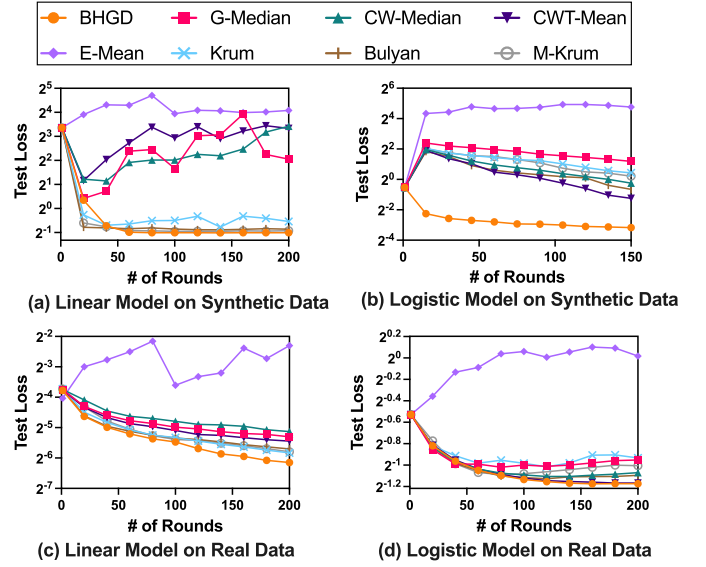 BHGD G-Median CW-Median CWT-Mean
E-Mean Krum Bulyan M-Krum
Test Loss
2^5
2^4
2^3
2^2
2^1
2^0
2^-1
0 50 100 150 200
# of Rounds
(a) Linear Model on Synthetic Data
Test Loss
2^6
2^4
2^2
2^0
2^-2
2^-4
0 50 100 150
# of Rounds
(b) Logistic Model on Synthetic Data
Test Loss
2^-2
2^-3
2^-4
2^-5
2^-6
2^-7
0 50 100 150 200
# of Rounds
(c) Linear Model on Real Data
Test Loss
2^0.2
2^0
2^-0.2
2^-0.4
2^-0.6
2^-0.8
2^-1
2^-1.2
0 50 100 150 200
# of Rounds
(d) Logistic Model on Real Data